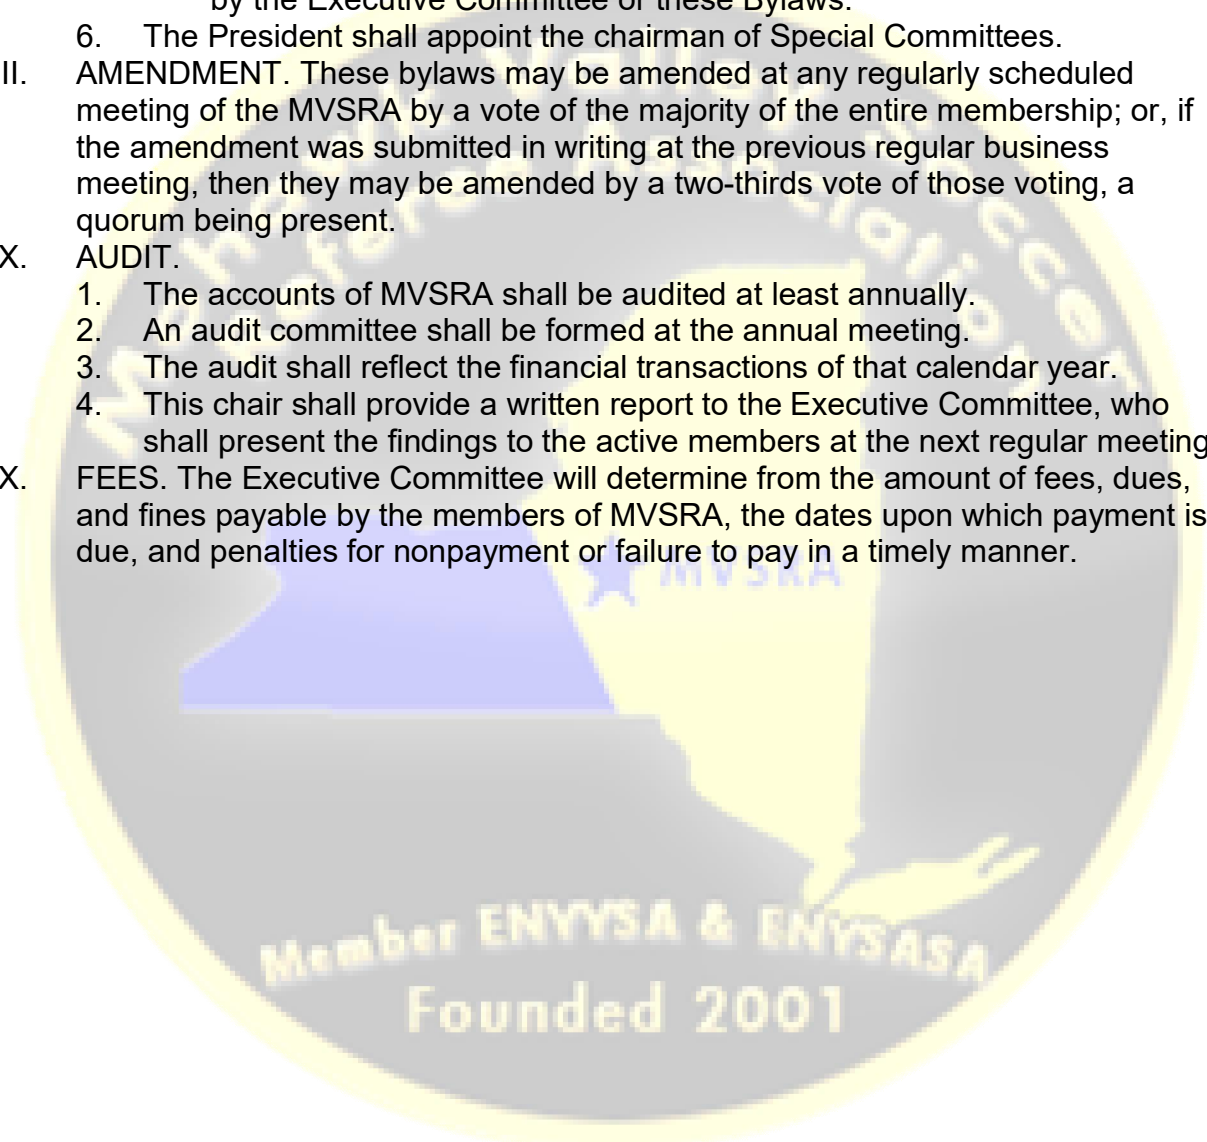 by the Executive Committee or these Bylaws.
6. The President shall appoint the chairman of Special Committees.
II. AMENDMENT. These bylaws may be amended at any regularly scheduled
meeting of the MVSRA by a vote of the majority of the entire membership; or, if
the amendment was submitted in writing at the previous regular business
meeting, then they may be amended by a two-thirds vote of those voting, a
quorum being present.
X. AUDIT.
1. The accounts of MVSRA shall be audited at least annually.
2. An audit committee shall be formed at the annual meeting.
3. The audit shall reflect the financial transactions of that calendar year.
4. This chair shall provide a written report to the Executive Committee, who
shall present the findings to the active members at the next regular meeting
X. FEES. The Executive Committee will determine from the amount of fees, dues,
and fines payable by the members of MVSRA, the dates upon which payment is
due, and penalties for nonpayment or failure to pay in a timely manner.
Mohawk Valley Soccer
Referee Association
MVSRA
Member ENYYSA & ENYSASA
Founded 2001